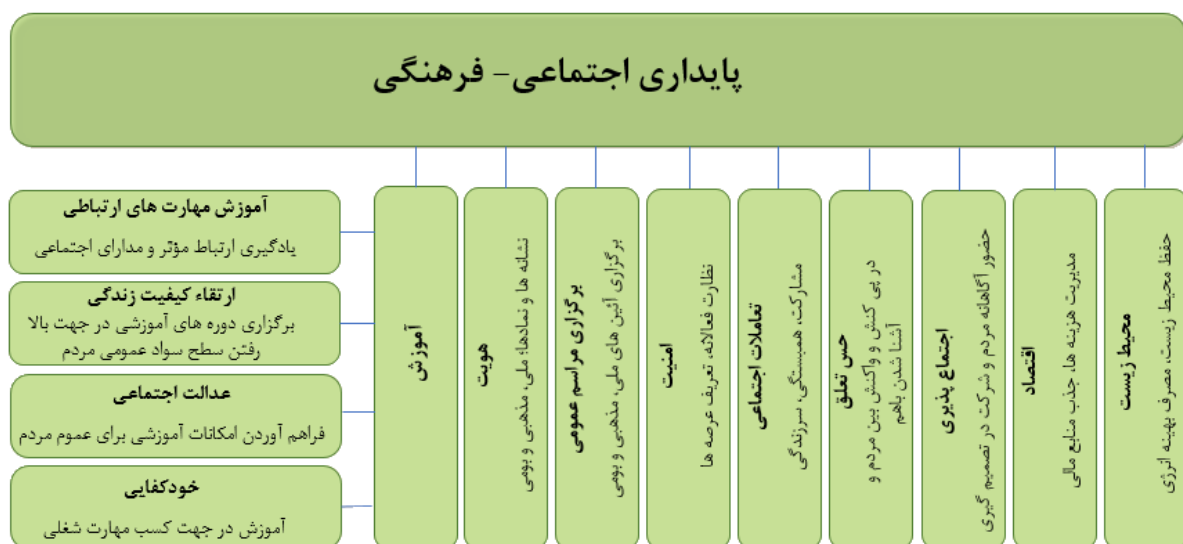 پایداری اجتماعی- فرهنگی
محیط زیست
حفظ محیط زیست، مصرف بهینه انرژی
اقتصاد
مدیریت هزینه ها، جذب منابع مالی
اجتماع پذیری
حضور آگاهانه مردم و شرکت در تصمیم گیری
حس تعلق
در پی کنش و واکنش بین مردم و
آشنا شدن باهم
تعاملات اجتماعی
مشارکت، همبستگی، سرزندگی
امنیت
نظارت فعالانه، تعریف عرصه ها
برگزاری مراسم عمومی
برگزاری آئین های ملی، مذهبی و بومی
هویت
نشانه ها و نمادها؛ ملی، مذهبی و بومی
آموزش
آموزش مهارت های ارتباطی
یادگیری ارتباط مؤثر و مدارای اجتماعی
ارتقاء کیفیت زندگی
برگزاری دوره های آموزشی در جهت بالا
رفتن سطح سواد عمومی مردم
عدالت اجتماعی
فراهم آوردن امکانات آموزشی برای عموم مردم
خودکفایی
آموزش در جهت کسب مهارت شغلی